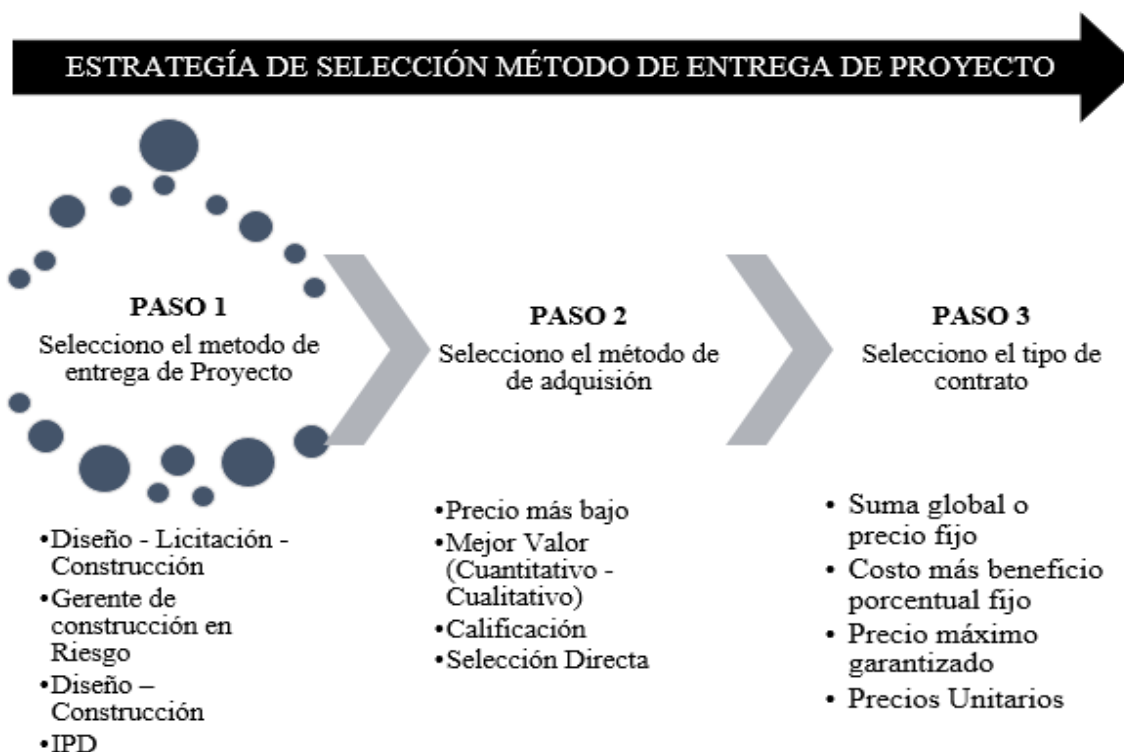 ESTRATEGÍA DE SELECCIÓN MÉTODO DE ENTREGA DE PROYECTO
PASO 1
Selecciono el metodo de
entrega de Proyecto
•Diseño - Licitación -
Construcción
•Gerente de
construcción en
Riesgo
•Diseño –
Construcción
•IPD
PASO 2
Selecciono el método de
de adquisión
•Precio más bajo
•Mejor Valor
(Cuantitativo -
Cualitativo)
•Calificación
•Selección Directa
PASO 3
Selecciono el tipo de
contrato
• Suma global o
precio fijo
• Costo más beneficio
porcentual fijo
• Precio máximo
garantizado
• Precios Unitarios